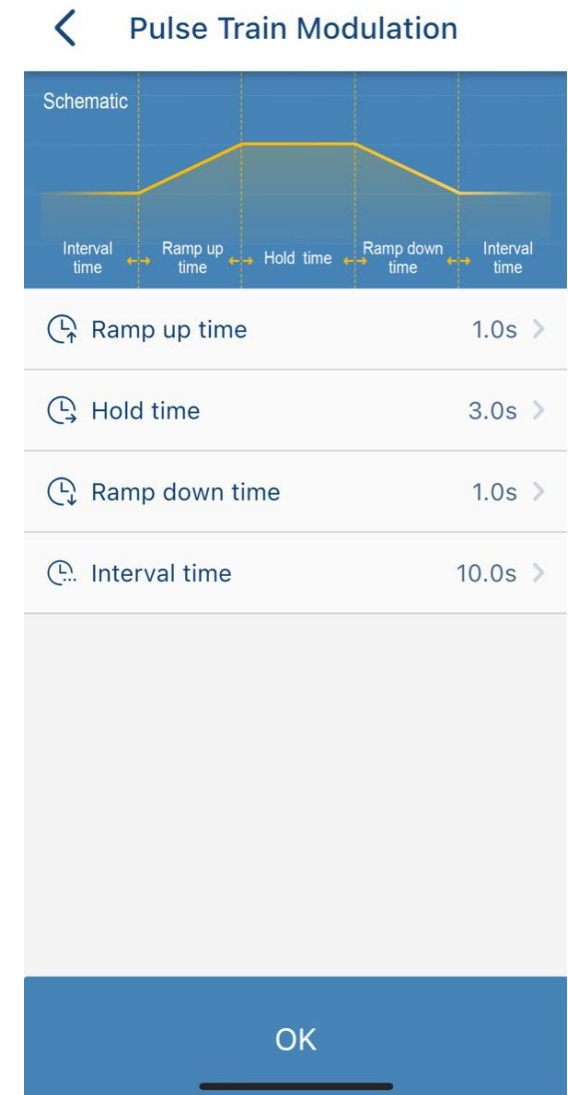 Pulse Train Modulation
Schematic
Interval time
Ramp up time
Hold time
Ramp down time
Interval time
Ramp up time 1.0s
Hold time 3.0s
Ramp down time 1.0s
Interval time 10.0s
OK